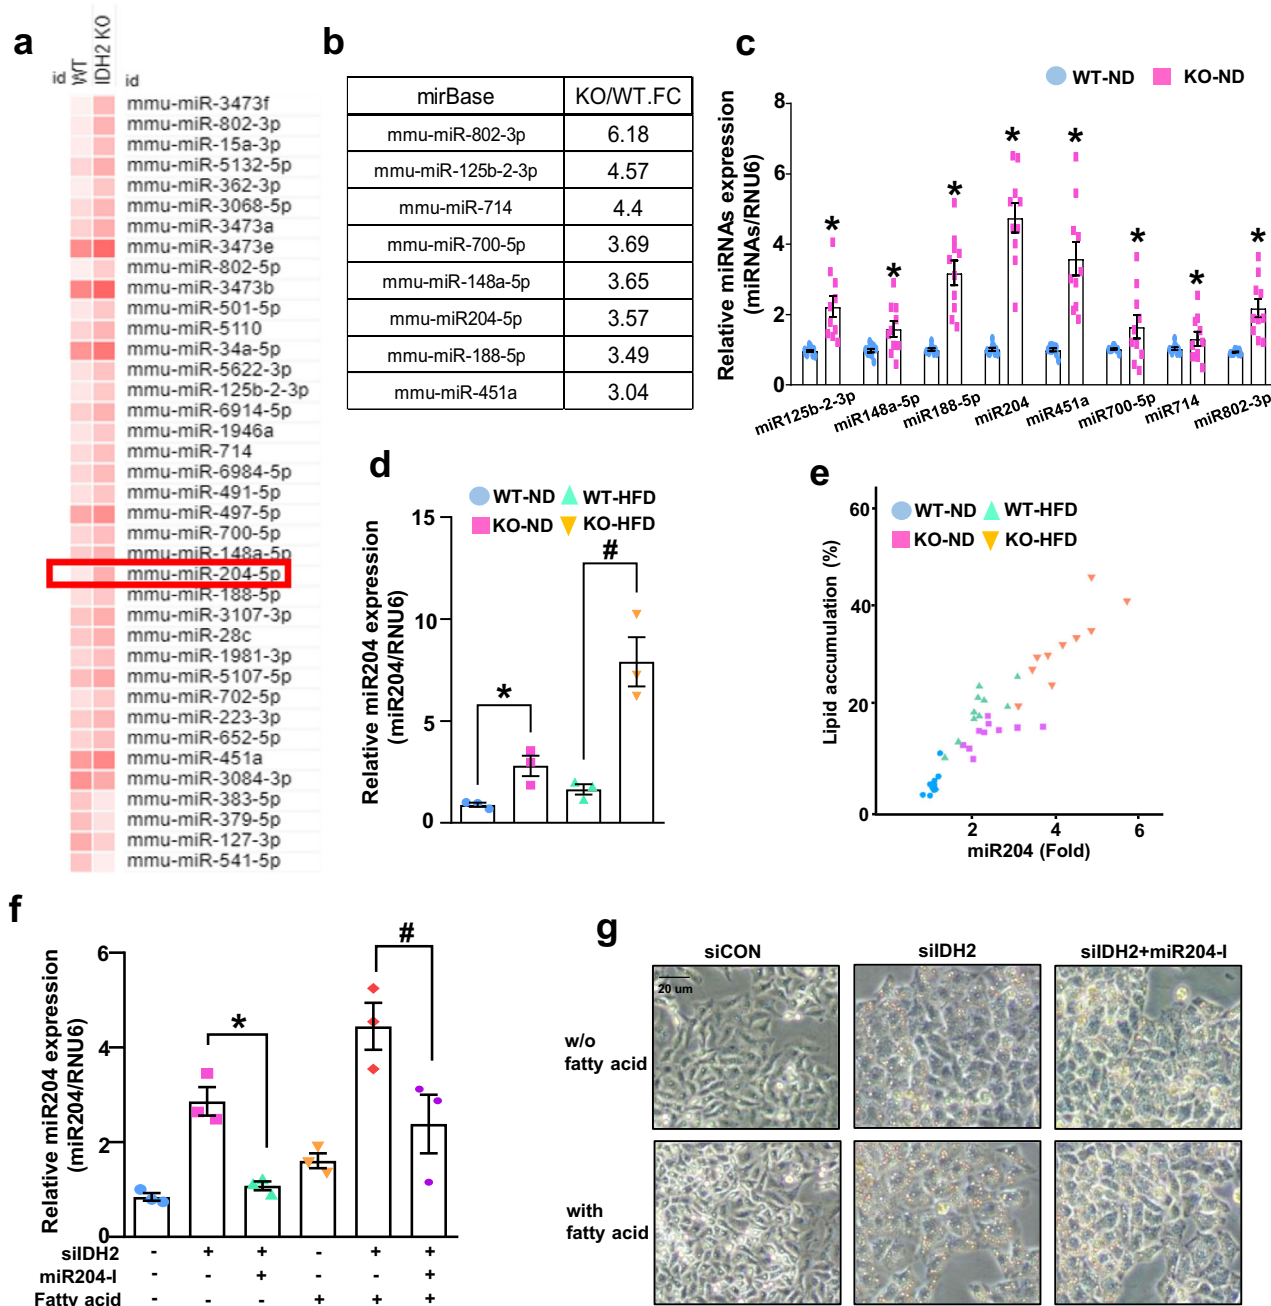 a
id
WT
IDH2 KO
id
mmu-miR-3473f
mmu-miR-802-3p
mmu-miR-15a-3p
mmu-miR-5132-5p
mmu-miR-362-3p
mmu-miR-3068-5p
mmu-miR-3473a
mmu-miR-3473e
mmu-miR-802-5p
mmu-miR-3473b
mmu-miR-501-5p
mmu-miR-5110
mmu-miR-34a-5p
mmu-miR-5622-3p
mmu-miR-125b-2-3p
mmu-miR-6914-5p
mmu-miR-1946a
mmu-miR-714
mmu-miR-6984-5p
mmu-miR-491-5p
mmu-miR-497-5p
mmu-miR-700-5p
mmu-miR-148a-5p
mmu-miR-204-5p
mmu-miR-188-5p
mmu-miR-3107-3p
mmu-miR-28c
mmu-miR-1981-3p
mmu-miR-5107-5p
mmu-miR-702-5p
mmu-miR-223-3p
mmu-miR-652-5p
mmu-miR-451a
mmu-miR-3084-3p
mmu-miR-383-5p
mmu-miR-379-5p
mmu-miR-127-3p
mmu-miR-541-5p
b
mirBase KO/WT.FC
mmu-miR-802-3p 6.18
mmu-miR-125b-2-3p 4.57
mmu-miR-714 4.4
mmu-miR-700-5p 3.69
mmu-miR-148a-5p 3.65
mmu-miR204-5p 3.57
mmu-miR-188-5p 3.49
mmu-miR-451a 3.04
c
WT-ND KO-ND
Relative miRNAs expression
(miRNAs/RNU6)
8
6
4
2
0
* * * * * * * *
miR125b-2-3p miR148a-5p miR188-5p miR204 miR451a miR700-5p miR714 miR802-3p
d
WT-ND WT-HFD
KO-ND KO-HFD
Relative miR204 expression
(miR204/RNU6)
15
10
5
0
* #
e
WT-ND WT-HFD
KO-ND KO-HFD
Lipid accumulation (%)
60
40
20
0
2 4 6
miR204 (Fold)
f
Relative miR204 expression
(miR204/RNU6)
6
4
2
0
* #
siIDH2 - + + - + +
miR204-I - - + - - +
Fatty acid - - - + + +
g
siCON siIDH2 siIDH2+miR204-I
20 um
w/o
fatty acid
with
fatty acid